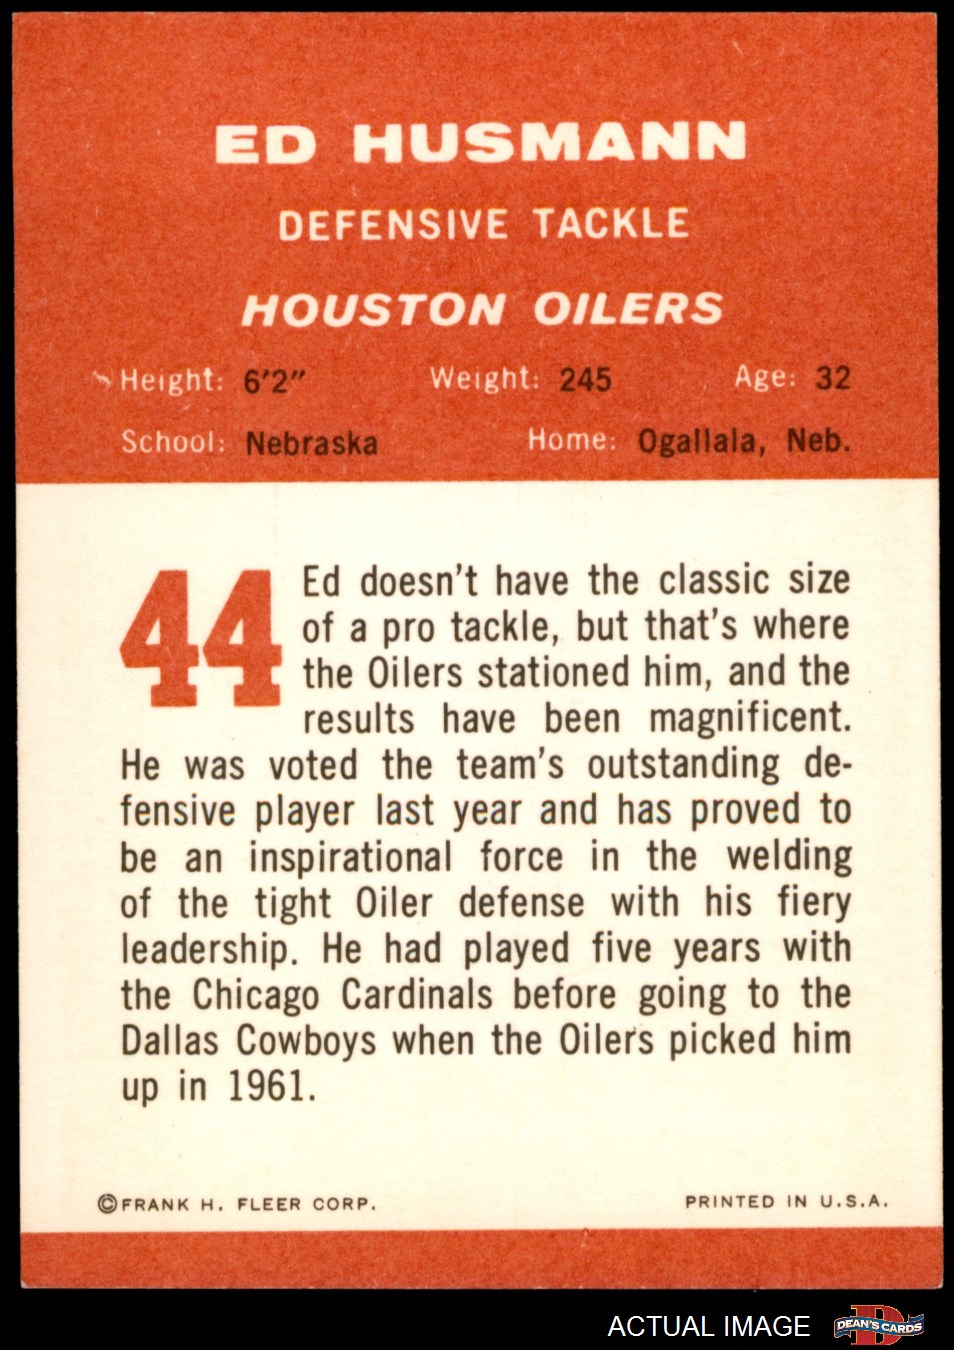 ED HUSMANN
DEFENSIVE TACKLE
HOUSTON OILERS
Height: 6'2" Weight: 245 Age: 32
School: Nebraska Home: Ogallala, Neb.
44
Ed doesn't have the classic size
of a pro tackle, but that's where
the Oilers stationed him, and the
results have been magnificent.
He was voted the team's outstanding de-
fensive player last year and has proved to
be an inspirational force in the welding
of the tight Oiler defense with his fiery
leadership. He had played five years with
the Chicago Cardinals before going to the
Dallas Cowboys when the Oilers picked him
up in 1961.
©FRANK H. FLEER CORP. PRINTED IN U.S.A.
ACTUAL IMAGE
D
DEAN'S CARDS